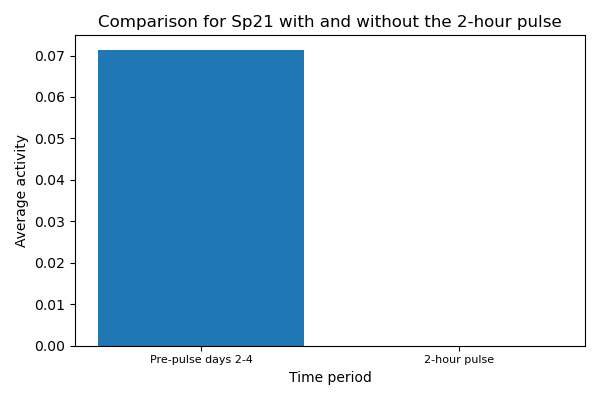 Comparison for Sp21 with and without the 2-hour pulse
Average activity
0.07
0.06
0.05
0.04
0.03
0.02
0.01
0.00
Pre-pulse days 2-4
2-hour pulse
Time period